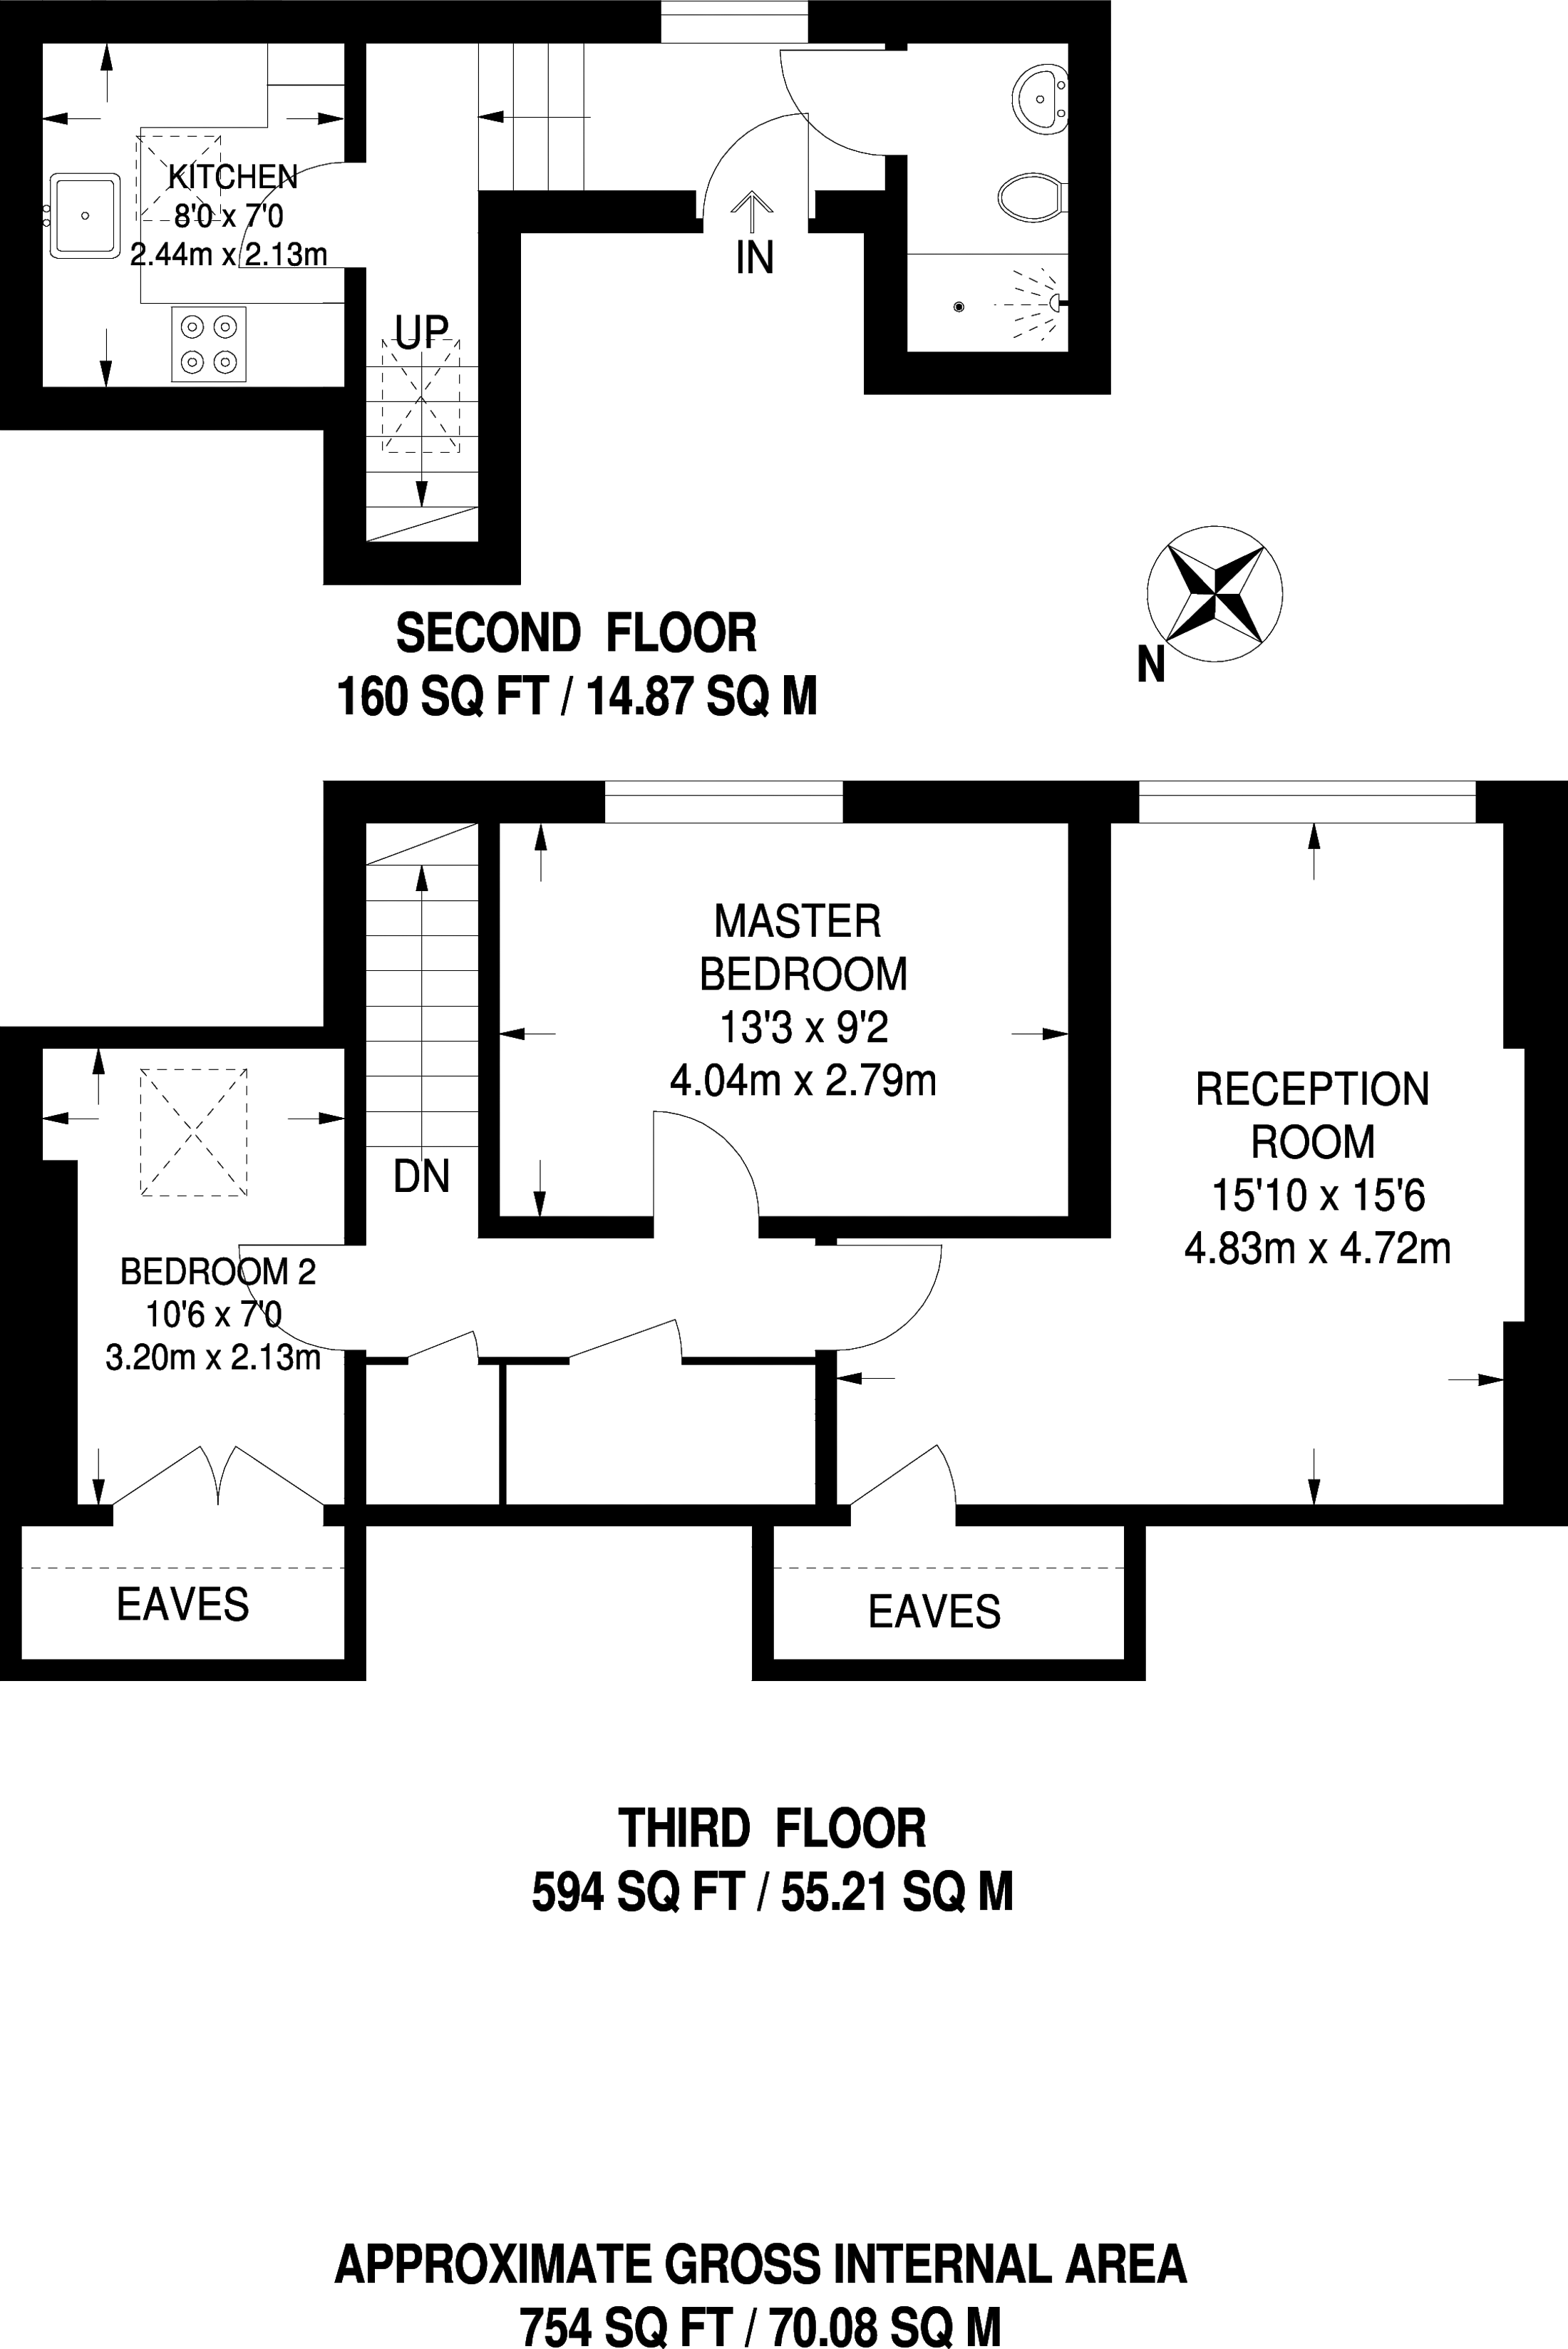 KITCHEN
8'0 x 7'0
2.44m x 2.13m
IN
UP
SECOND FLOOR
160 SQ FT / 14.87 SQ M
N
MASTER
BEDROOM
13'3 x 9'2
4.04m x 2.79m
RECEPTION
ROOM
15'10 x 15'6
4.83m x 4.72m
DN
BEDROOM 2
10'6 x 7'0
3.20m x 2.13m
EAVES
EAVES
THIRD FLOOR
594 SQ FT / 55.21 SQ M
APPROXIMATE GROSS INTERNAL AREA
754 SQ FT / 70.08 SQ M